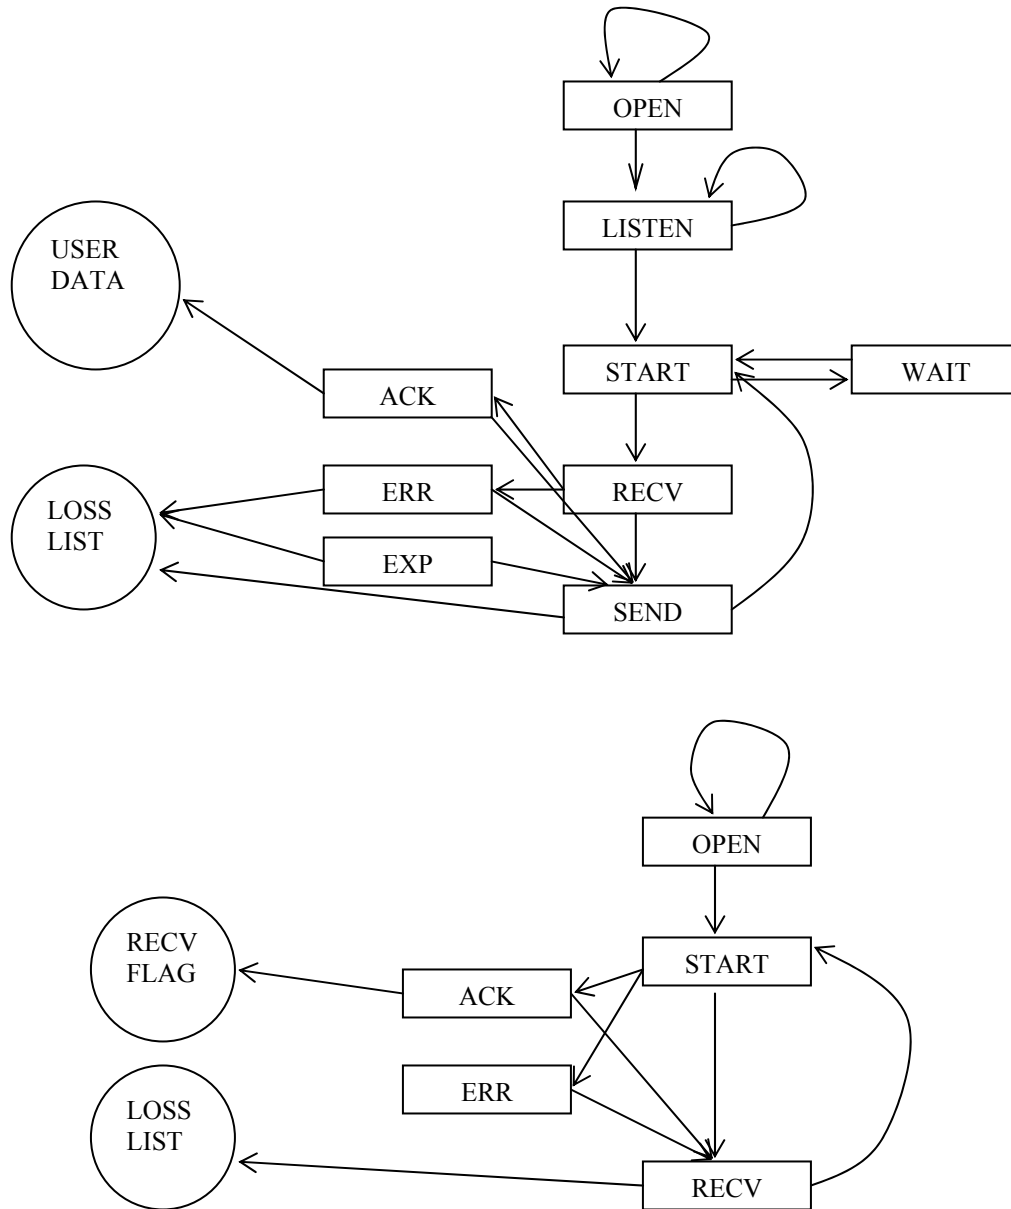 OPEN
LISTEN
USER
DATA
START
WAIT
ACK
LOSS
LIST
ERR
RECV
EXP
SEND
OPEN
RECV
FLAG
START
ACK
ERR
LOSS
LIST
RECV